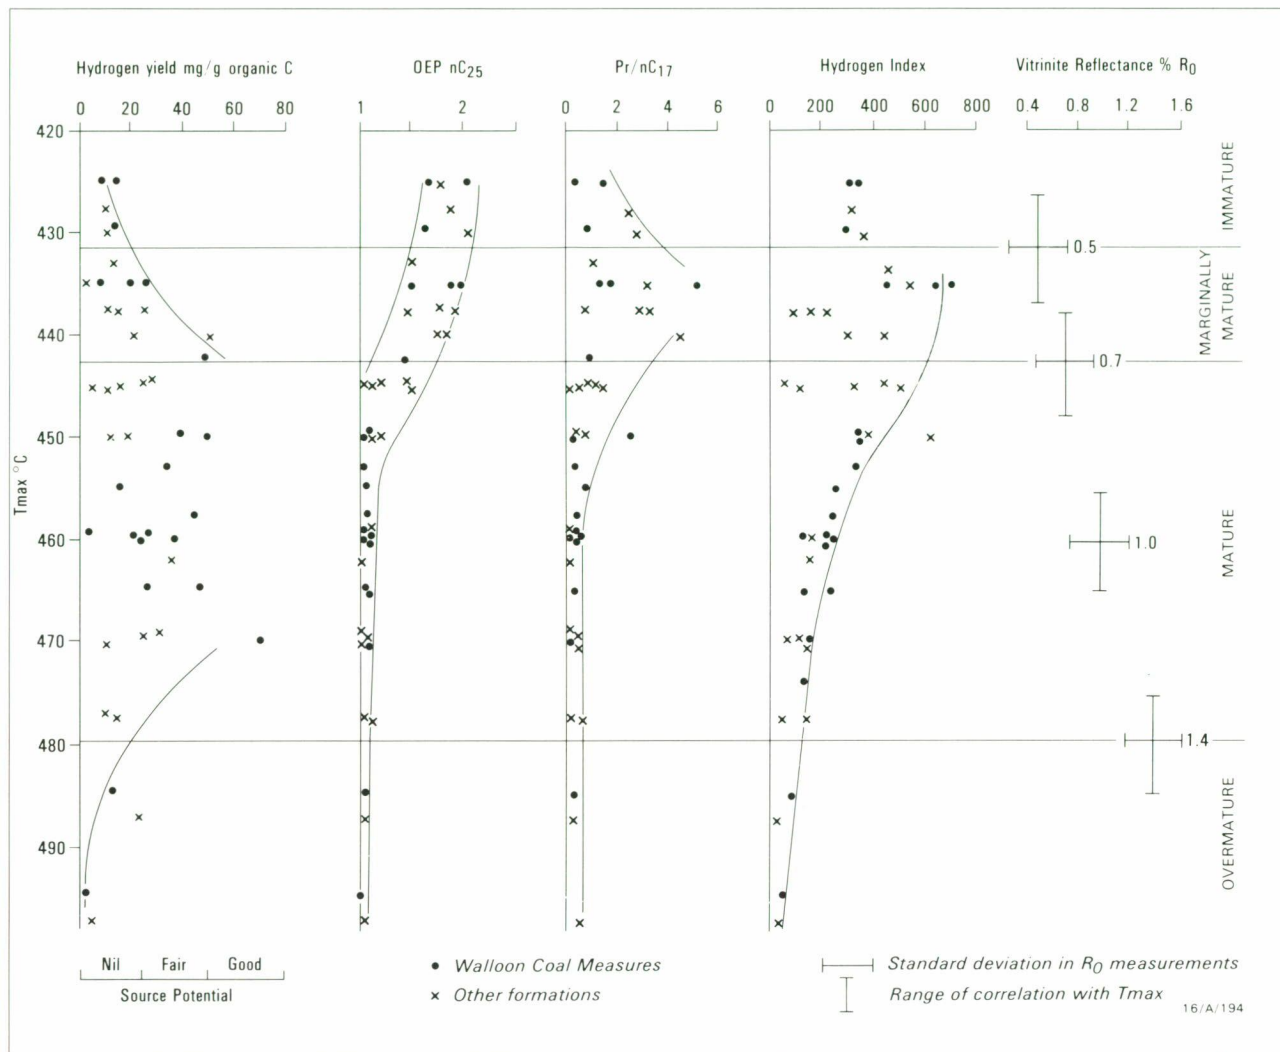 Hydrogen yield mg/g organic C
OEP nC25
Pr/nC17
Hydrogen Index
Vitrinite Reflectance % R0
0 20 40 60 80
1 2
0 2 4 6
0 200 400 600 800
0.4 0.8 1.2 1.6
420
430
440
450
460
470
480
490
Tmax °C
IMMATURE
0.5
MARGINALLY
MATURE
0.7
MATURE
1.0
1.4
OVERMATURE
Nil Fair Good
Source Potential
Walloon Coal Measures
Other formations
Standard deviation in R0 measurements
Range of correlation with Tmax
16/A/194